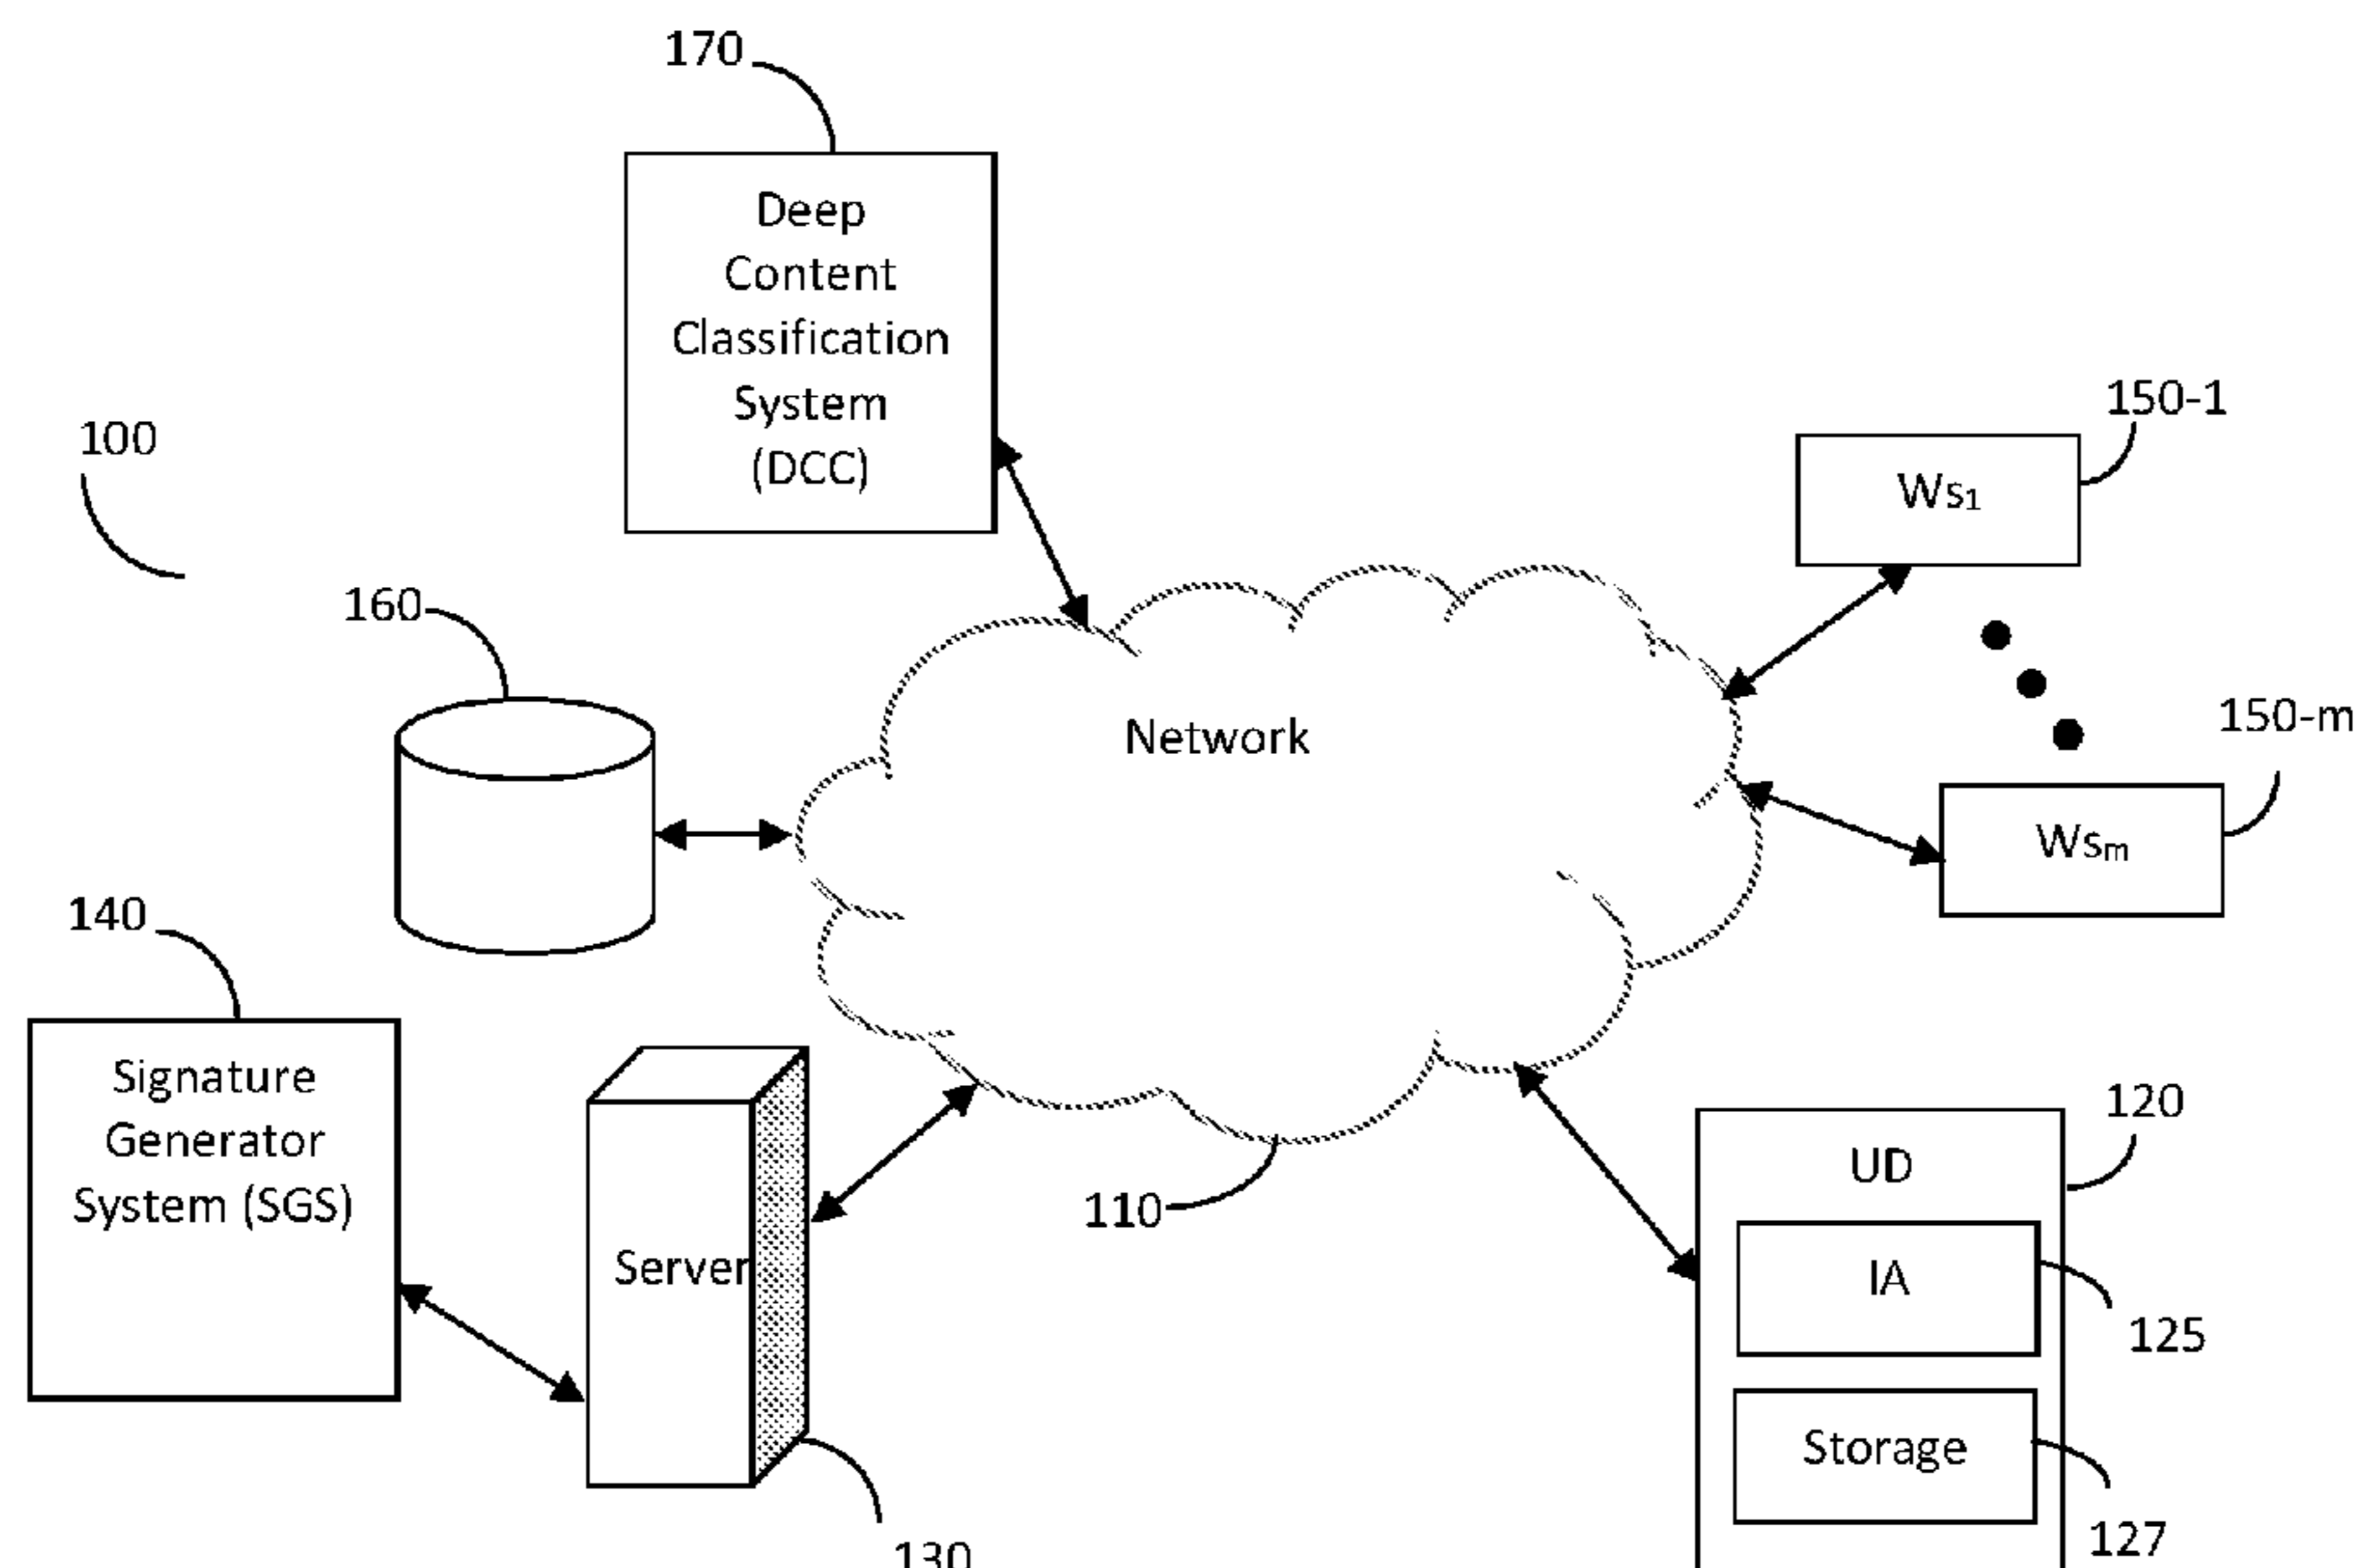 170
Deep
Content
Classification
System
(DCC)
100
150-1
Ws1
160
150-m
Network
Wsm
140
Signature
Generator
System (SGS)
120
UD
110
Server
IA
125
Storage
127
130